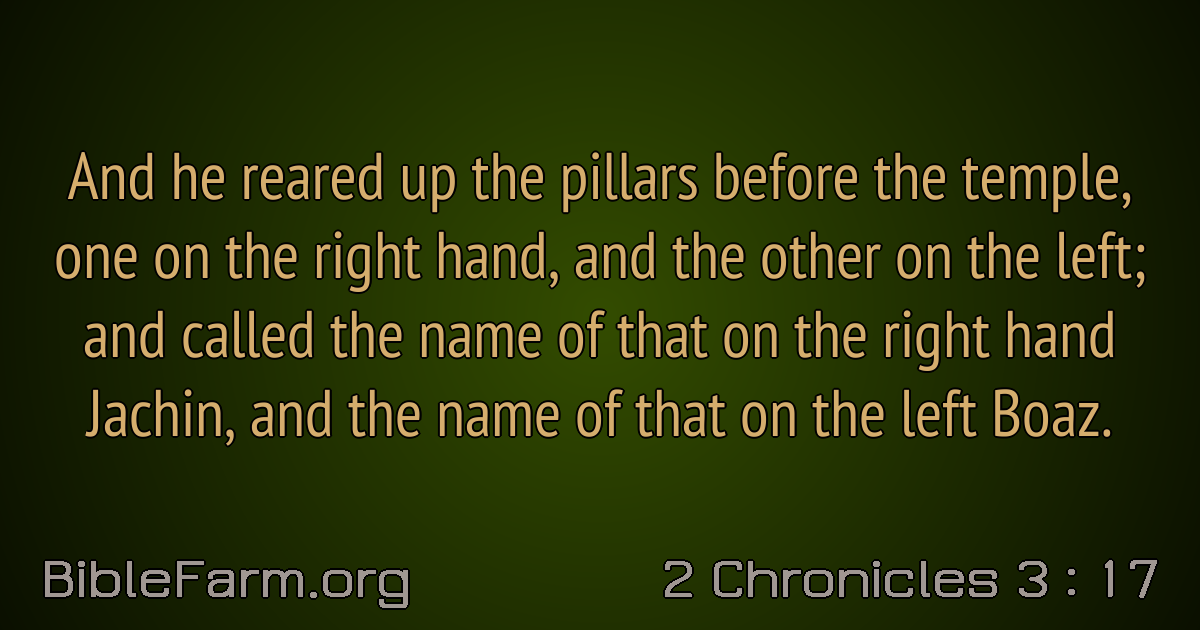 And he reared up the pillars before the temple,
one on the right hand, and the other on the left;
and called the name of that on the right hand
Jachin, and the name of that on the left Boaz.
BibleFarm.org
2 Chronicles 3 : 17